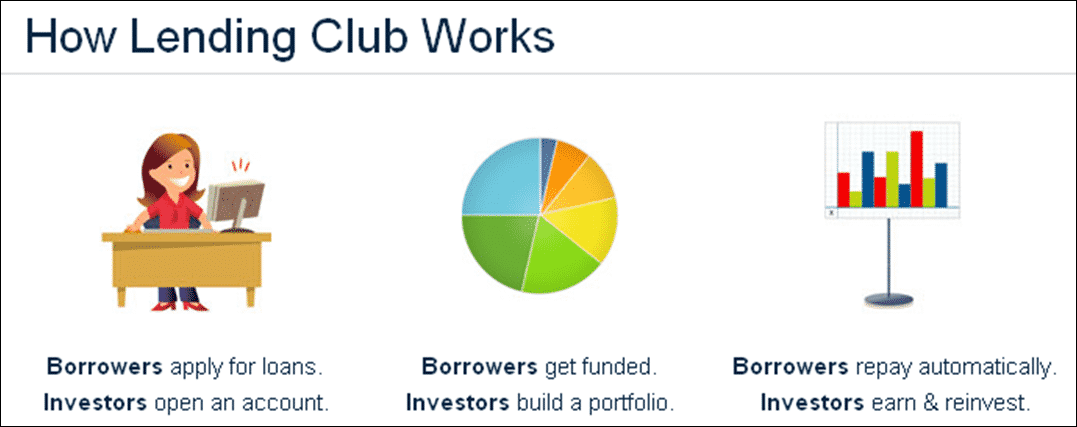 How Lending Club Works
x
Borrowers apply for loans.
Investors open an account.
Borrowers get funded.
Investors build a portfolio.
Borrowers repay automatically.
Investors earn & reinvest.